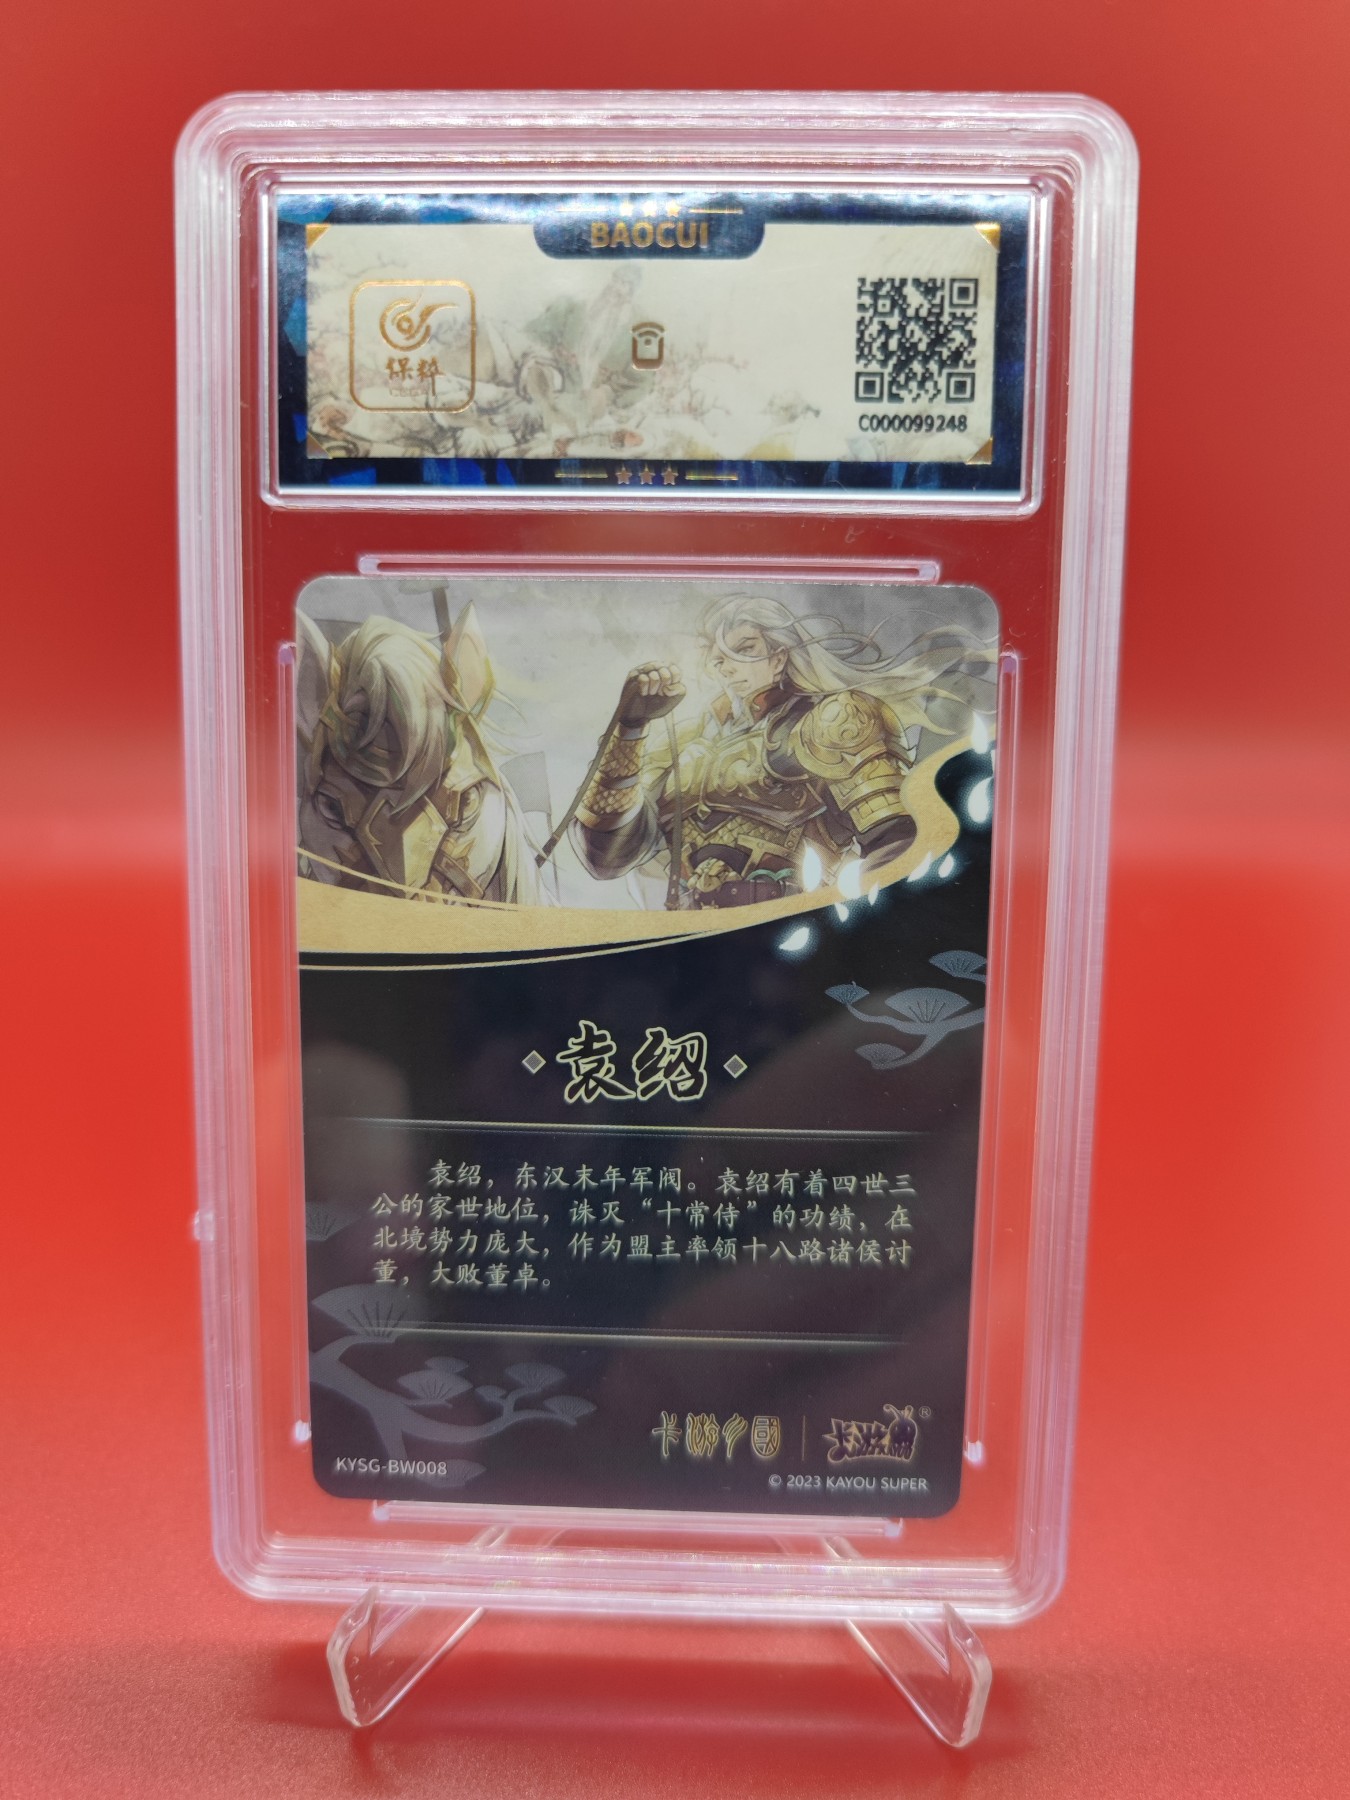 BAOCUI
保粹
C000099248
袁绍
袁绍，东汉末年军阀。袁绍有着四世三
公的家世地位，诛灭“十常侍”的功绩，在
北境势力庞大，作为盟主率领十八路诸侯讨
董，大败董卓。
卡游三國 卡游®
KYSG-BW008
© 2023 KAYOU SUPER